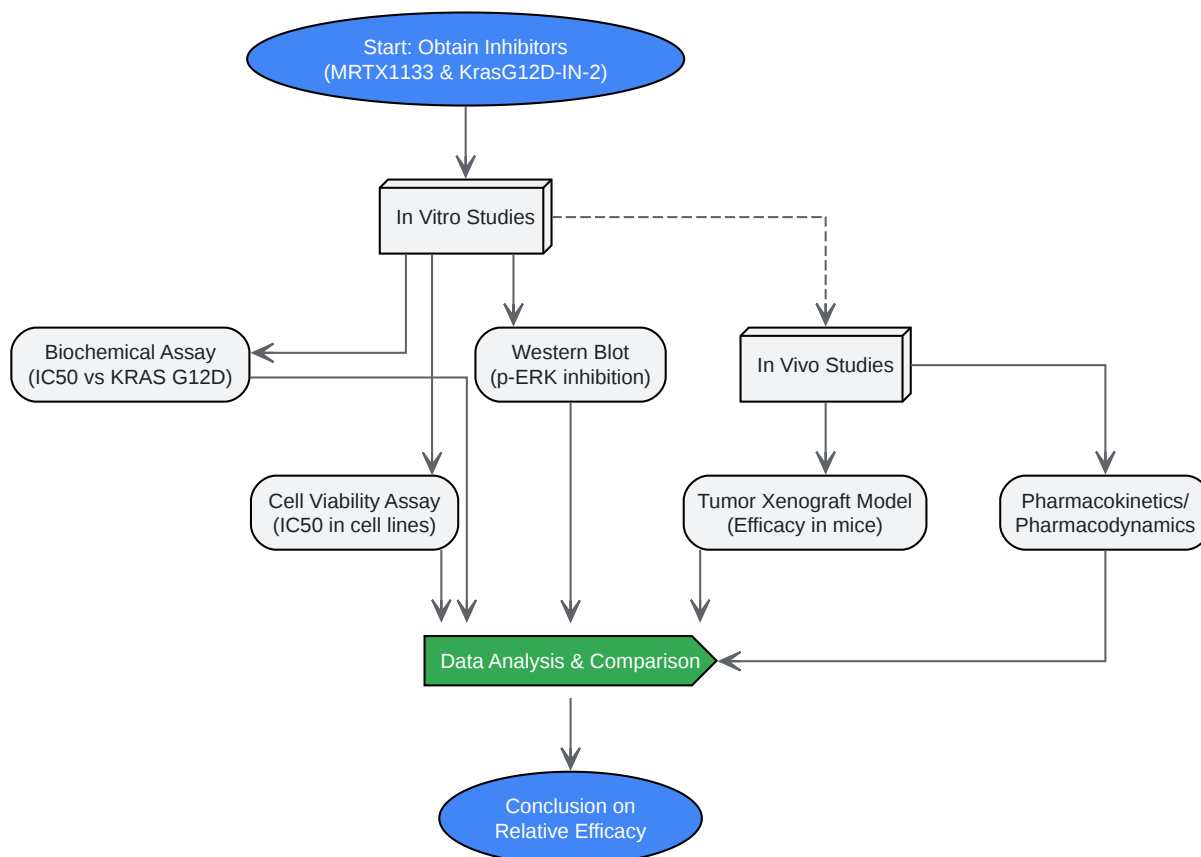 Start: Obtain Inhibitors
(MRTX1133 & KrasG12D-IN-2)
In Vitro Studies
Biochemical Assay
(IC50 vs KRAS G12D)
Western Blot
(p-ERK inhibition)
In Vivo Studies
Cell Viability Assay
(IC50 in cell lines)
Tumor Xenograft Model
(Efficacy in mice)
Pharmacokinetics/
Pharmacodynamics
Data Analysis & Comparison
Conclusion on
Relative Efficacy